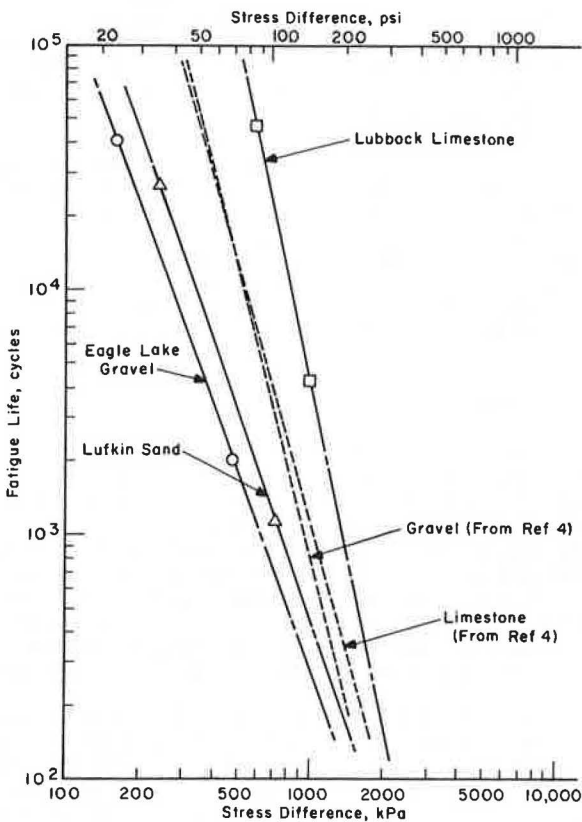 Stress Difference, psi
20 50 100 200 500 1000
10⁵
10⁴
10³
10²
Fatigue Life, cycles
Lubbock Limestone
Eagle Lake
Gravel
Lufkin Sand
Gravel (From Ref 4)
Limestone
(From Ref 4)
100 200 500 1000 2000 5000 10,000
Stress Difference, kPa